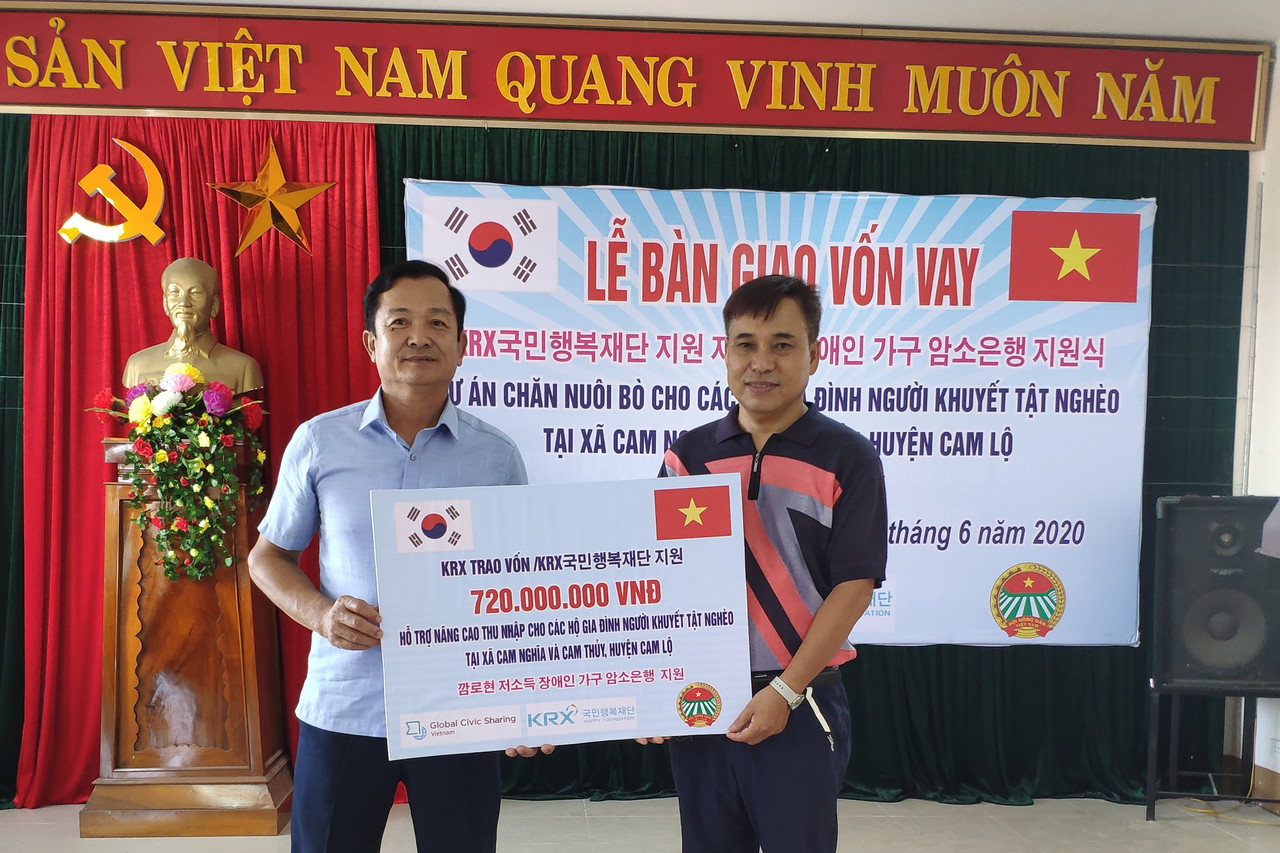 SẢN VIỆT NAM QUANG VINH MUÔN NĂM
LỄ BÀN GIAO VỐN VAY
KRX국민행복재단 지원 애인 가구 암소은행 지원식
Ự ÁN CHĂN NUÔI BÒ CHO CÁC ĐÌNH NGƯỜI KHUYẾT TẬT NGHÈO
TẠI XÃ CAM HUYỆN CAM LỘ
tháng 6 năm 2020
HỘI NÔNG DÂN
VIỆT NAM
KRX TRAO VỐN /KRX국민행복재단 지원
720.000.000 VNĐ
HỖ TRỢ NÂNG CAO THU NHẬP CHO CÁC HỘ GIA ĐÌNH NGƯỜI KHUYẾT TẬT NGHÈO
TẠI XÃ CAM NGHĨA VÀ CAM THỦY, HUYỆN CAM LỘ
깜로현 저소득 장애인 가구 암소은행 지원
Global Civic Sharing
Vietnam
KRX 국민행복재단
HAPPY FOUNDATION